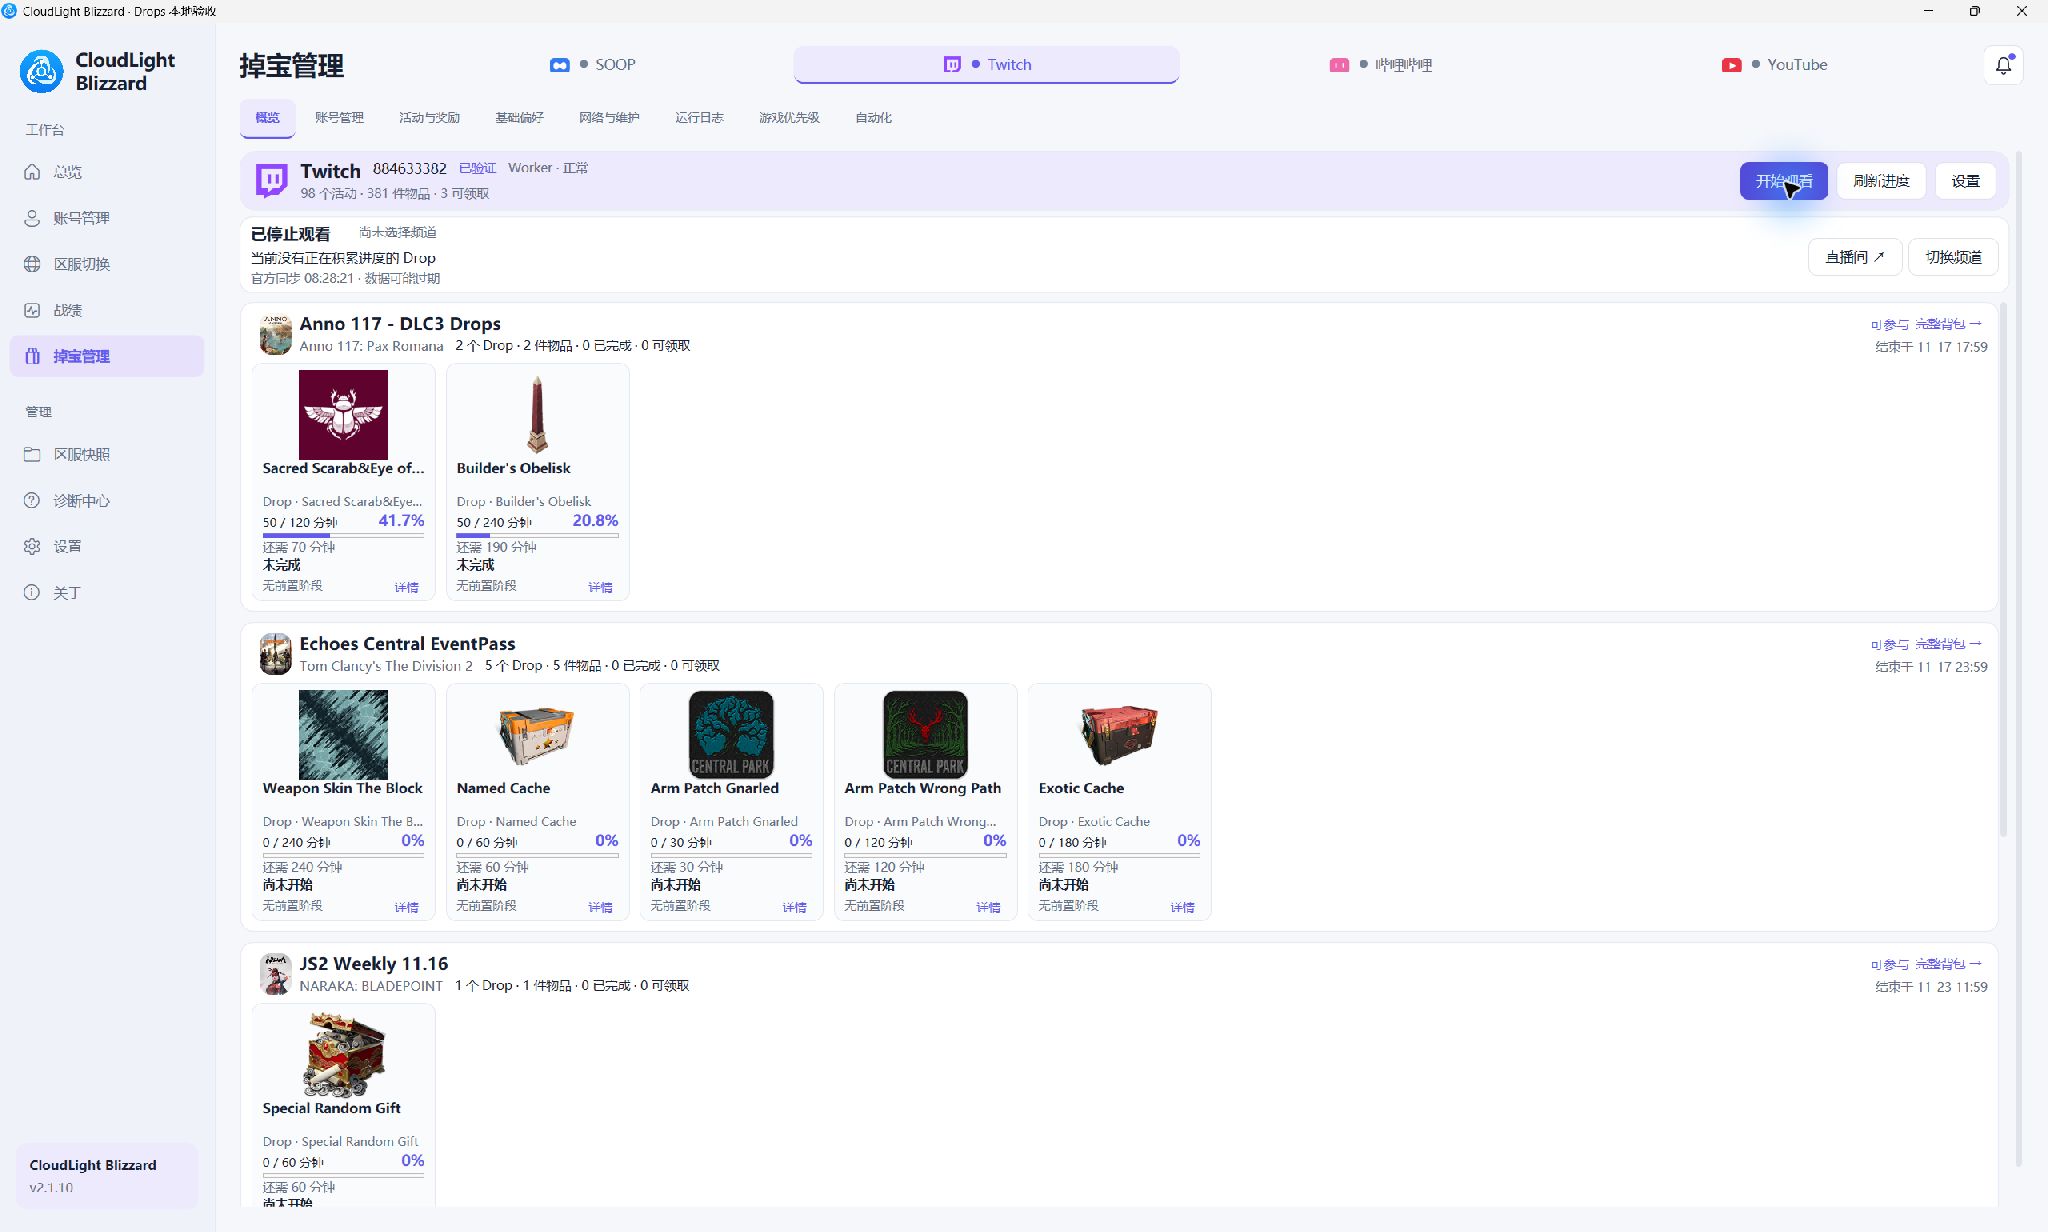 CloudLight Blizzard · Drops 本地验收
CloudLight
Blizzard
工作台
总览
账号管理
区服切换
战绩
掉宝管理
管理
区服快照
诊断中心
设置
关于
CloudLight Blizzard
v2.1.10
掉宝管理
SOOP
Twitch
哔哩哔哩
YouTube
概览 账号管理 活动与奖励 基础偏好 网络与维护 运行日志 游戏优先级 自动化
Twitch 884633382 已验证 Worker · 正常
98 个活动 · 381 件物品 · 3 可领取
开始观看 刷新进度 设置
已停止观看 尚未选择频道
当前没有正在积累进度的 Drop
官方同步 08:28:21 · 数据可能过期
直播间 ↗ 切换频道
Anno 117 - DLC3 Drops
Anno 117: Pax Romana 2 个 Drop · 2 件物品 · 0 已完成 · 0 可领取
可参与 完整背包 →
结束于 11-17 17:59
Sacred Scarab&Eye of...
Drop · Sacred Scarab&Eye...
50 / 120 分钟 41.7%
还需 70 分钟
未完成
无前置阶段 详情
Builder's Obelisk
Drop · Builder's Obelisk
50 / 240 分钟 20.8%
还需 190 分钟
未完成
无前置阶段 详情
Echoes Central EventPass
Tom Clancy's The Division 2 5 个 Drop · 5 件物品 · 0 已完成 · 0 可领取
可参与 完整背包 →
结束于 11-17 23:59
Weapon Skin The Block
Drop · Weapon Skin The B...
0 / 240 分钟 0%
还需 240 分钟
尚未开始
无前置阶段 详情
Named Cache
Drop · Named Cache
0 / 60 分钟 0%
还需 60 分钟
尚未开始
无前置阶段 详情
CENTRAL PARK
Arm Patch Gnarled
Drop · Arm Patch Gnarled
0 / 30 分钟 0%
还需 30 分钟
尚未开始
无前置阶段 详情
CENTRAL PARK
Arm Patch Wrong Path
Drop · Arm Patch Wrong...
0 / 120 分钟 0%
还需 120 分钟
尚未开始
无前置阶段 详情
Exotic Cache
Drop · Exotic Cache
0 / 180 分钟 0%
还需 180 分钟
尚未开始
无前置阶段 详情
JS2 Weekly 11.16
NARAKA: BLADEPOINT 1 个 Drop · 1 件物品 · 0 已完成 · 0 可领取
可参与 完整背包 →
结束于 11-23 11:59
Special Random Gift
Drop · Special Random Gift
0 / 60 分钟 0%
还需 60 分钟
尚未开始